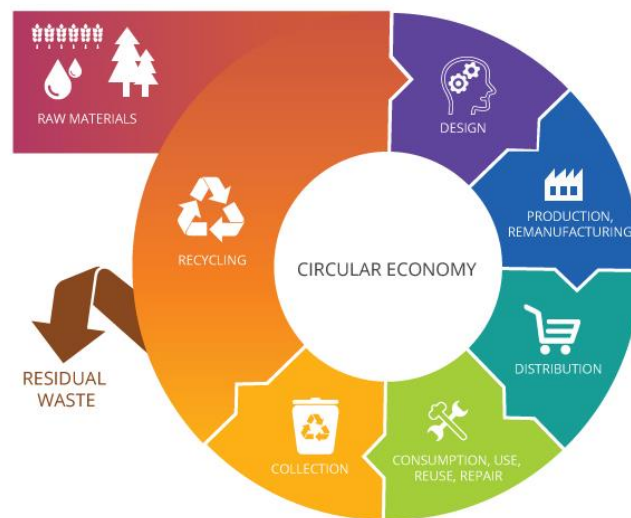 RAW MATERIALS
DESIGN
PRODUCTION,
REMANUFACTURING
RECYCLING
CIRCULAR ECONOMY
DISTRIBUTION
RESIDUAL
WASTE
COLLECTION
CONSUMPTION, USE,
REUSE, REPAIR